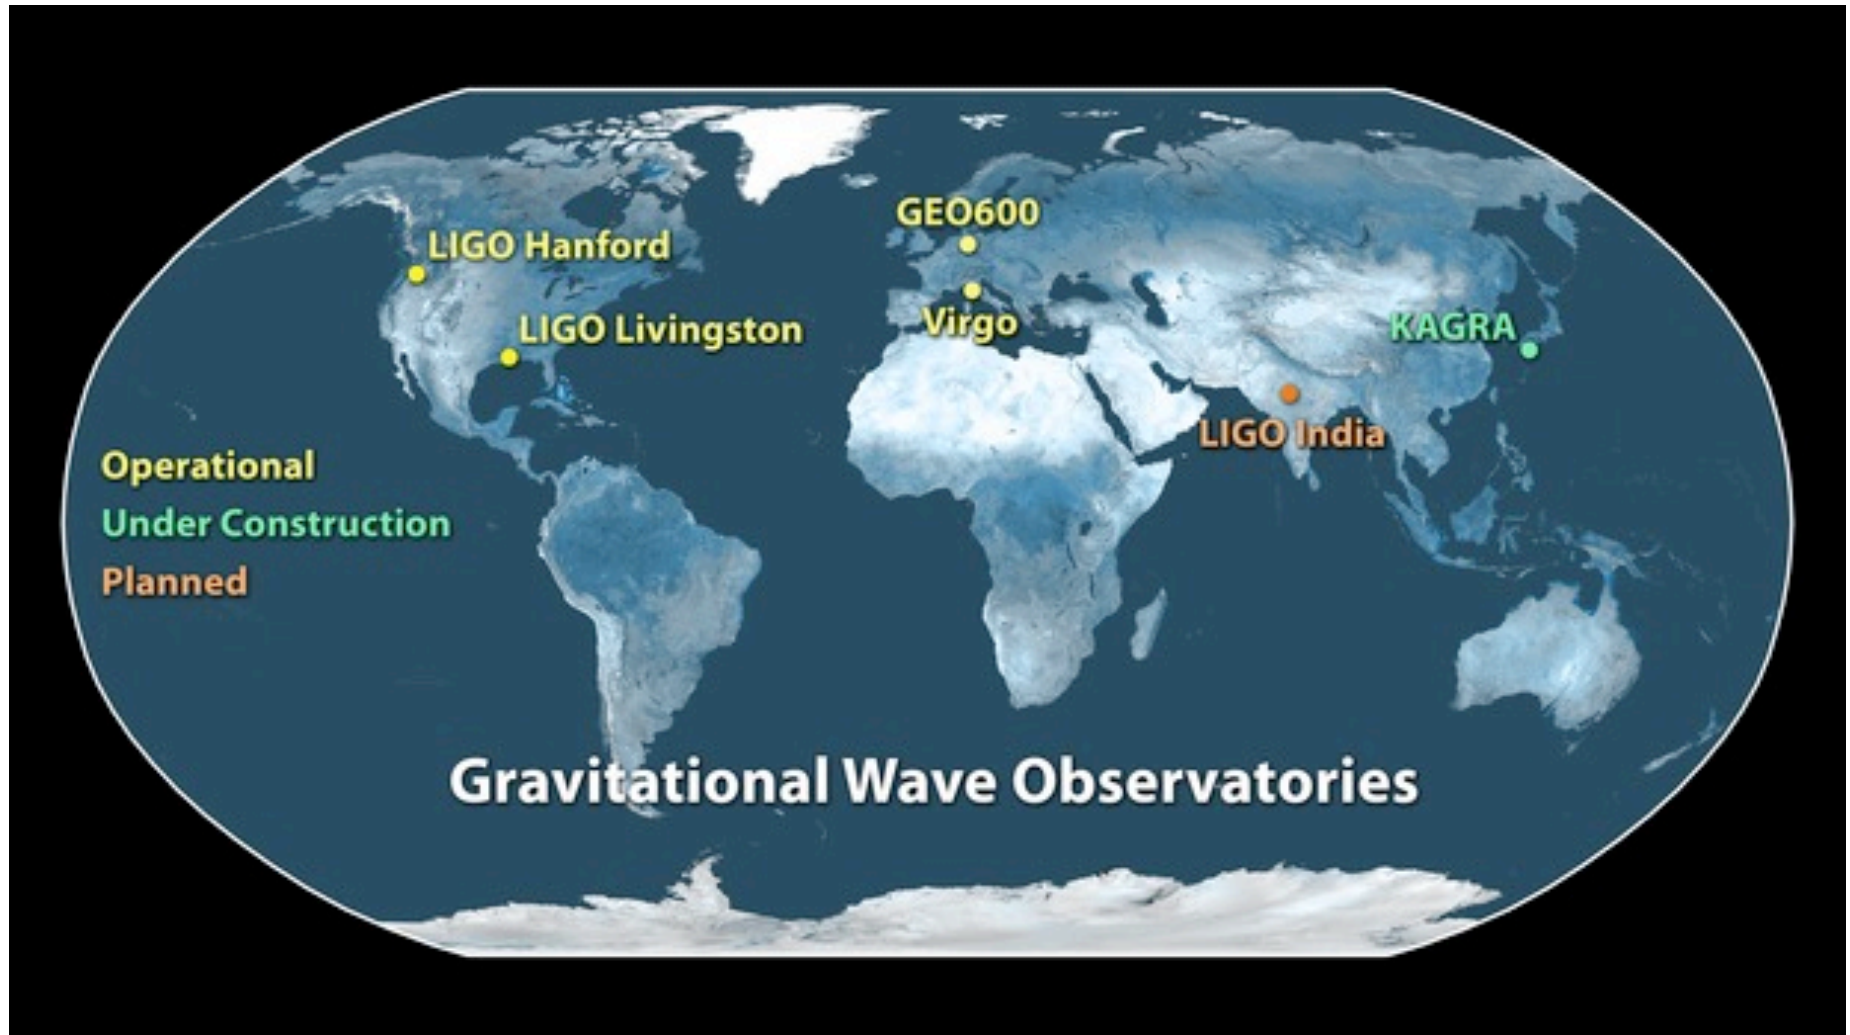 GEO600
LIGO Hanford
LIGO Livingston
Virgo
KAGRA
LIGO India
Operational
Under Construction
Planned
Gravitational Wave Observatories